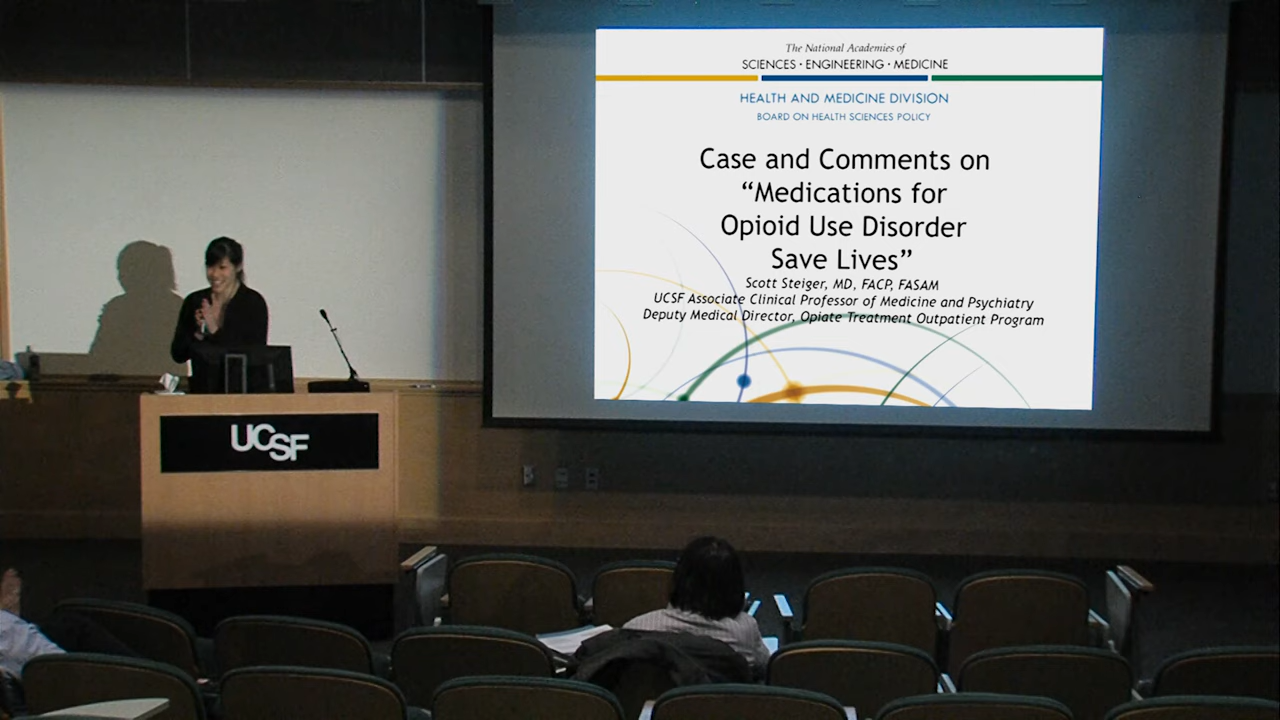 The National Academies of
SCIENCES · ENGINEERING · MEDICINE
HEALTH AND MEDICINE DIVISION
BOARD ON HEALTH SCIENCES POLICY
Case and Comments on
“Medications for
Opioid Use Disorder
Save Lives”
Scott Steiger, MD, FACP, FASAM
UCSF Associate Clinical Professor of Medicine and Psychiatry
Deputy Medical Director, Opiate Treatment Outpatient Program
UCSF